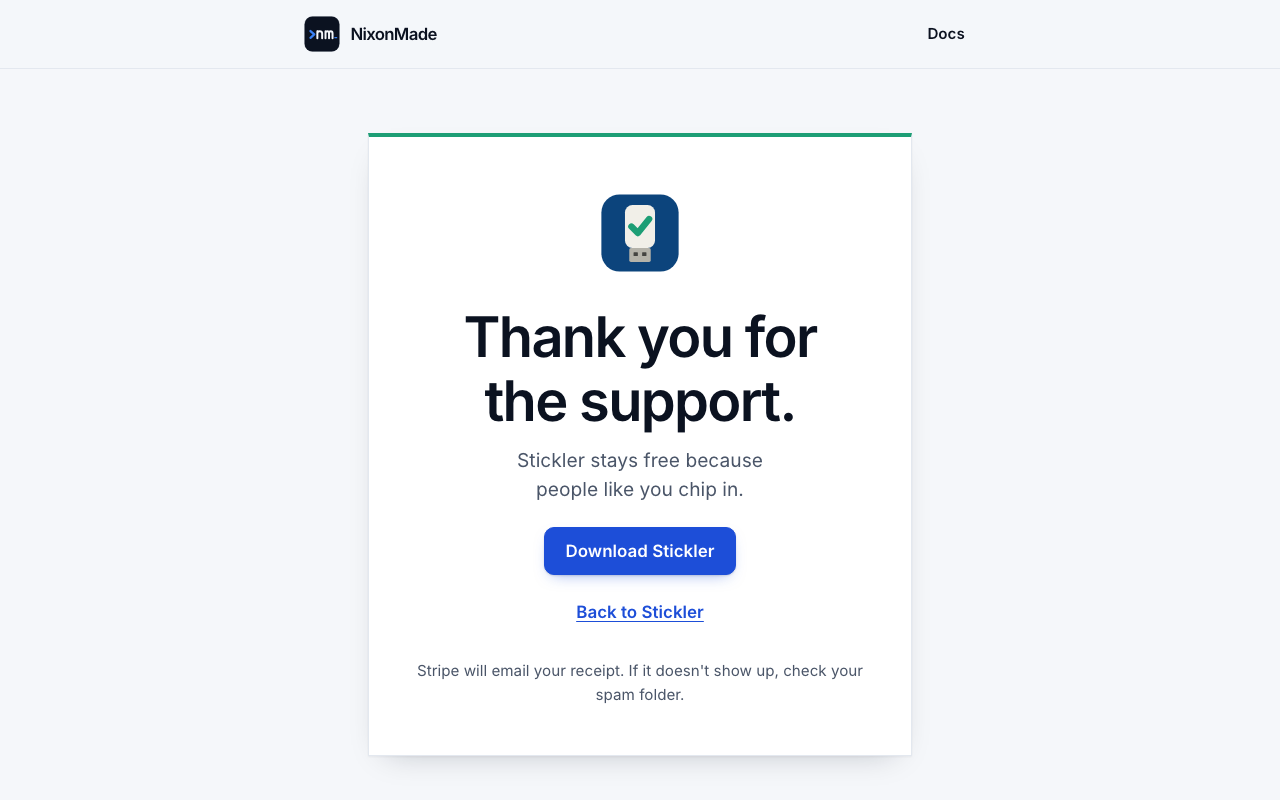 >nm_
NixonMade
Docs
Thank you for
the support.
Stickler stays free because
people like you chip in.
Download Stickler
Back to Stickler
Stripe will email your receipt. If it doesn't show up, check your
spam folder.